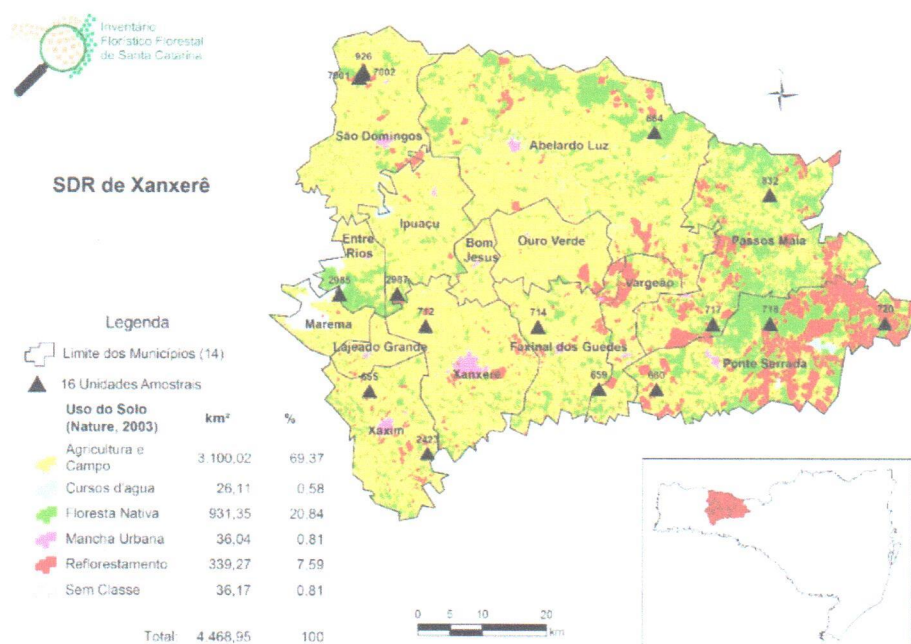 Inventário
Florístico Florestal
de Santa Catarina
SDR de Xanxerê
926
7801 7802
São Domingos
664
Abelardo Luz
832
Ipuaçu
Entre
Rios
Bom
Jesus
Ouro Verde
Passos Maia
Vargeão
2985
2987
Marema
712
714
717
718
720
Lajeado Grande
Faxinal dos Guedes
Ponte Serrada
Xanxerê
655
659
660
Xaxim
2423
Legenda
Limite dos Municípios (14)
16 Unidades Amostrais
Uso do Solo
(Nature, 2003) km² %
Agricultura e
Campo 3.100,02 69.37
Cursos d'agua 26,11 0.58
Floresta Nativa 931,35 20.84
Mancha Urbana 36,04 0.81
Reflorestamento 339,27 7.59
Sem Classe 36,17 0.81
Total: 4.468,95 100
0 5 10 20
km